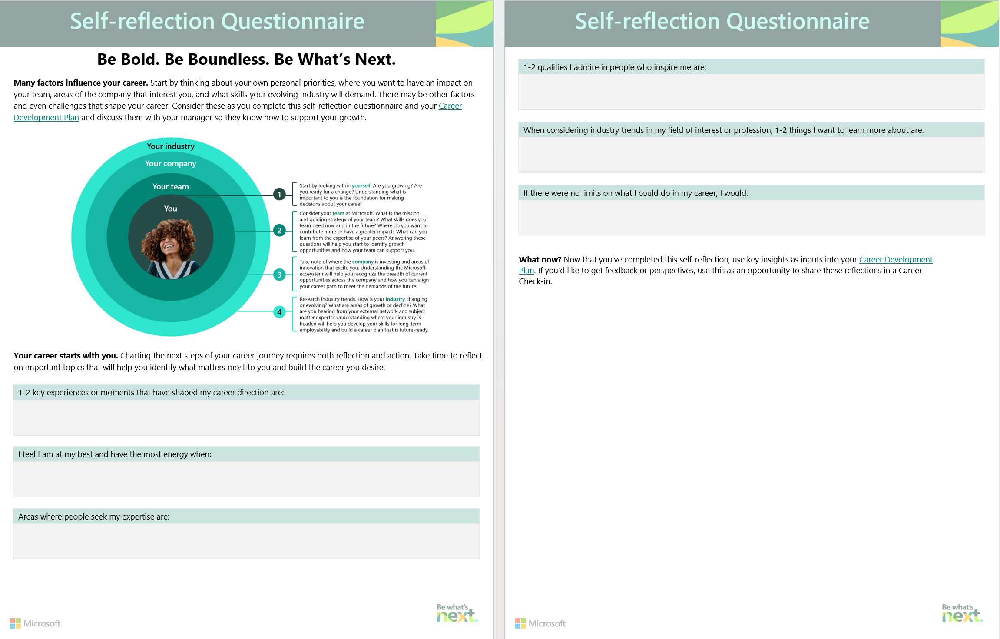 Self-reflection Questionnaire
Be Bold. Be Boundless. Be What’s Next.
Many factors influence your career. Start by thinking about your own personal priorities, where you want to have an impact on
your team, areas of the company that interest you, and what skills your evolving industry will demand. There may be other factors
and even challenges that shape your career. Consider these as you complete this self-reflection questionnaire and your Career
Development Plan and discuss them with your manager so they know how to support your growth.
Your industry
Your company
Your team
You
1
Start by looking within yourself. Are you growing? Are
you ready for a change? Understanding what is
important to you is the foundation for making
decisions about your career.
2
Consider your team at Microsoft. What is the mission
and guiding strategy of your team? What skills does your
team need now and in the future? Where do you want to
contribute more or have a greater impact? What can you
learn from the expertise of your peers? Answering these
questions will help you start to identify growth
opportunities and how your team can support you.
3
Take note of where the company is investing and areas of
innovation that excite you. Understanding the Microsoft
ecosystem will help you recognize the breadth of current
opportunities across the company and how you can align
your career path to meet the demands of the future.
4
Research industry trends. How is your industry changing
or evolving? What are areas of growth or decline? What
are you hearing from your external network and subject
matter experts? Understanding where your industry is
headed will help you develop your skills for long-term
employability and build a career plan that is future-ready.
Your career starts with you. Charting the next steps of your career journey requires both reflection and action. Take time to reflect
on important topics that will help you identify what matters most to you and build the career you desire.
1-2 key experiences or moments that have shaped my career direction are:
I feel I am at my best and have the most energy when:
Areas where people seek my expertise are:
Microsoft
Be what’s
next.
Self-reflection Questionnaire
1-2 qualities I admire in people who inspire me are:
When considering industry trends in my field of interest or profession, 1-2 things I want to learn more about are:
If there were no limits on what I could do in my career, I would:
What now? Now that you’ve completed this self-reflection, use key insights as inputs into your Career Development
Plan. If you’d like to get feedback or perspectives, use this as an opportunity to share these reflections in a Career
Check-in.
Microsoft
Be what’s
next.